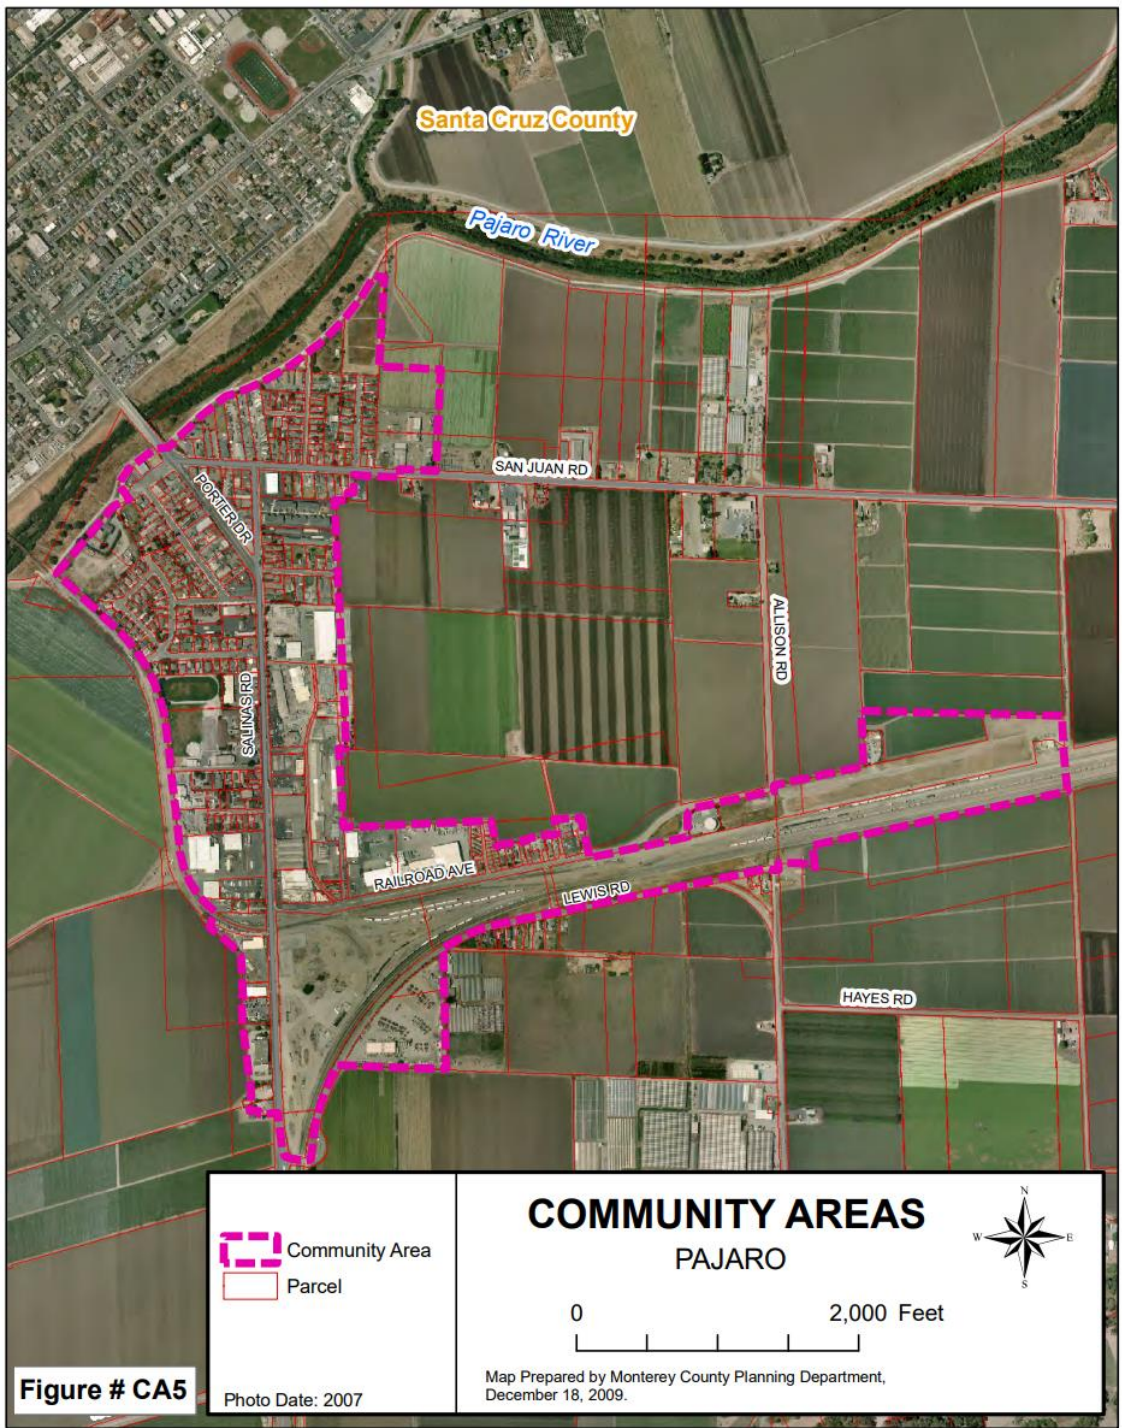 Santa Cruz County
Pajaro River
SAN JUAN RD
PORTER DR
ALLISON RD
SALINAS RD
RAILROAD AVE
LEWIS RD
HAYES RD
Community Area
Parcel
Photo Date: 2007
COMMUNITY AREAS
PAJARO
0 2,000 Feet
Map Prepared by Monterey County Planning Department,
December 18, 2009.
N
W E
S
Figure # CA5